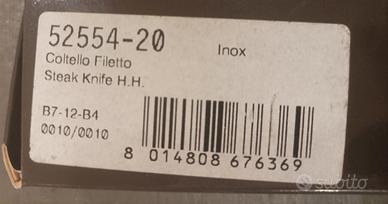 52554-20
Inox
Coltello Filetto
Steak Knife H.H.
B7-12-B4
0010/0010
8 014808 676369
subito